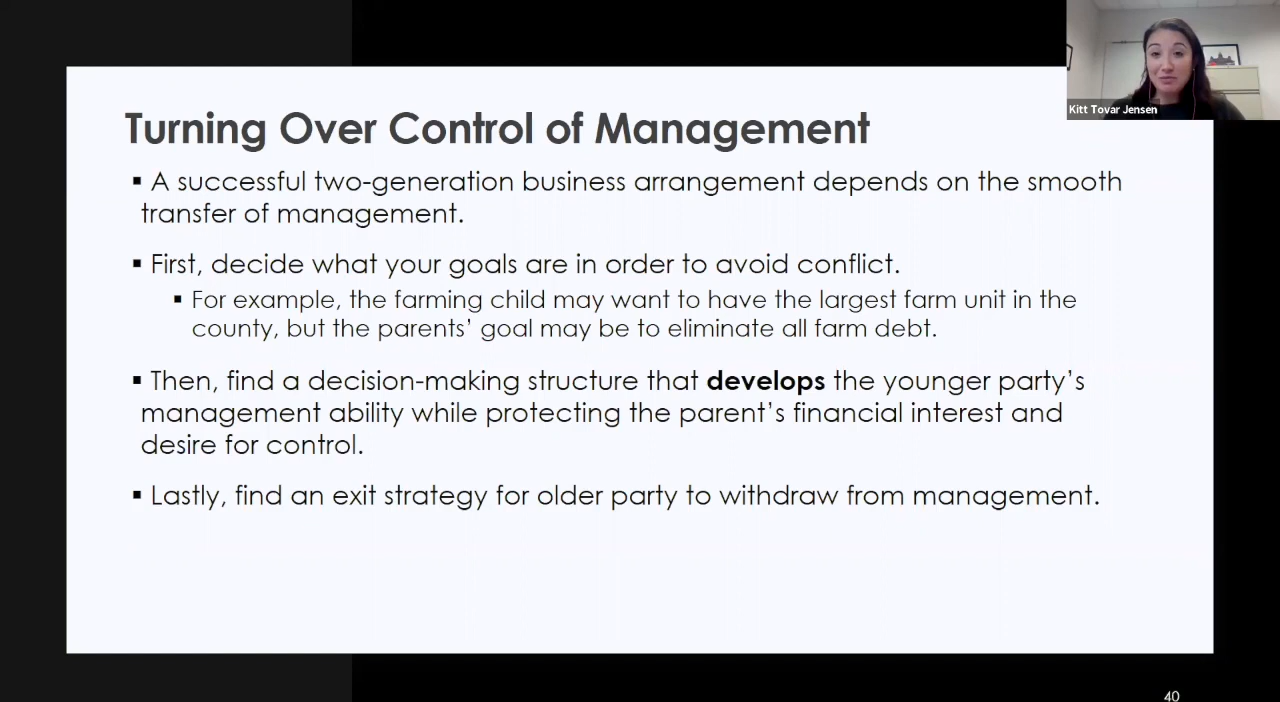 Kitt Tovar Jensen
Turning Over Control of Management
▪ A successful two-generation business arrangement depends on the smooth
transfer of management.
▪ First, decide what your goals are in order to avoid conflict.
▪ For example, the farming child may want to have the largest farm unit in the
county, but the parents’ goal may be to eliminate all farm debt.
▪ Then, find a decision-making structure that develops the younger party’s
management ability while protecting the parent’s financial interest and
desire for control.
▪ Lastly, find an exit strategy for older party to withdraw from management.
40